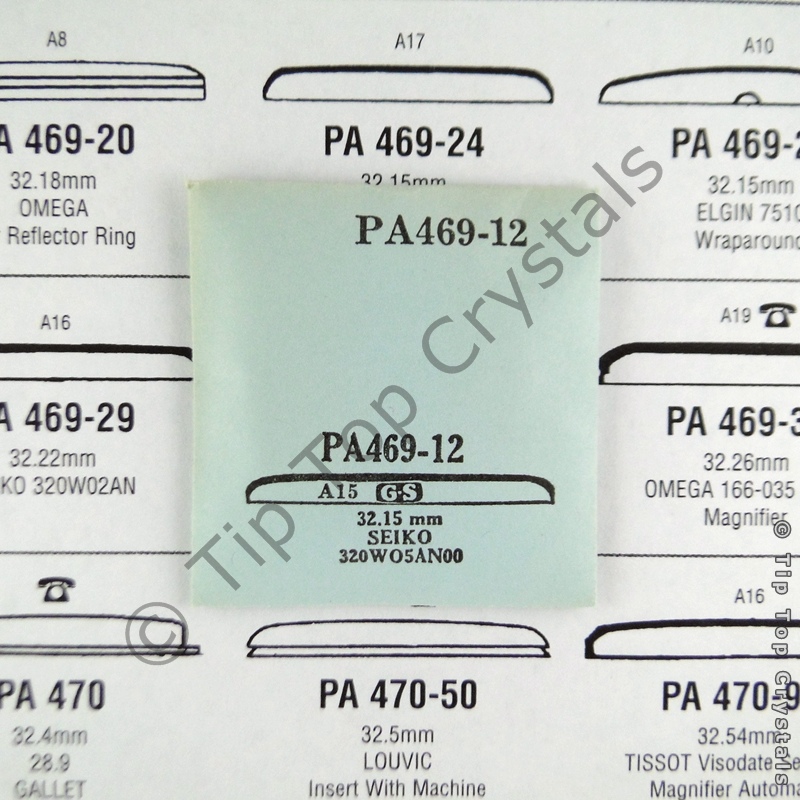 A8
A17
A10
A 469-20
PA 469-24
PA 469-2
32.18mm
32.15mm
32.15mm
OMEGA
ELGIN 7510
Reflector Ring
Wraparound
PA469-12
A16
A19
A 469-29
PA469-12
PA 469-3
A15 GS
32.22mm
32.15 mm
32.26mm
KO 320W02AN
SEIKO
OMEGA 166-035
320WO5AN00
Magnifier
A16
PA 470
PA 470-50
PA 470-9
32.4mm
32.5mm
32.54mm
28.9
LOUVIC
TISSOT Visodate Se
GALLET
Insert With Machine
Magnifier Automa
© Tip Top Crystals
© Tip Top Crystals